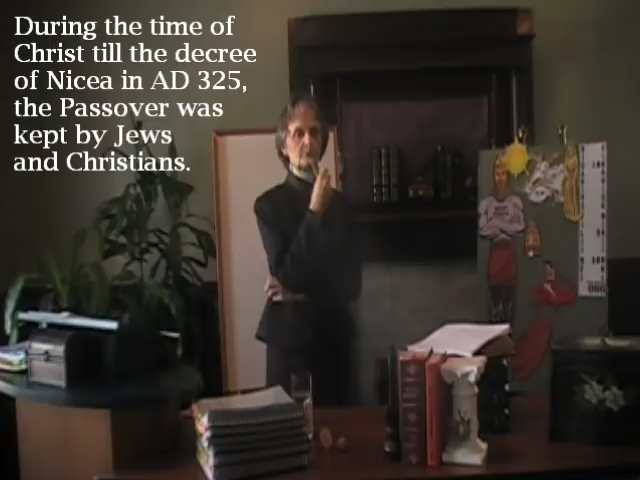 During the time of
Christ till the decree
of Nicea in AD 325,
the Passover was
kept by Jews
and Christians.